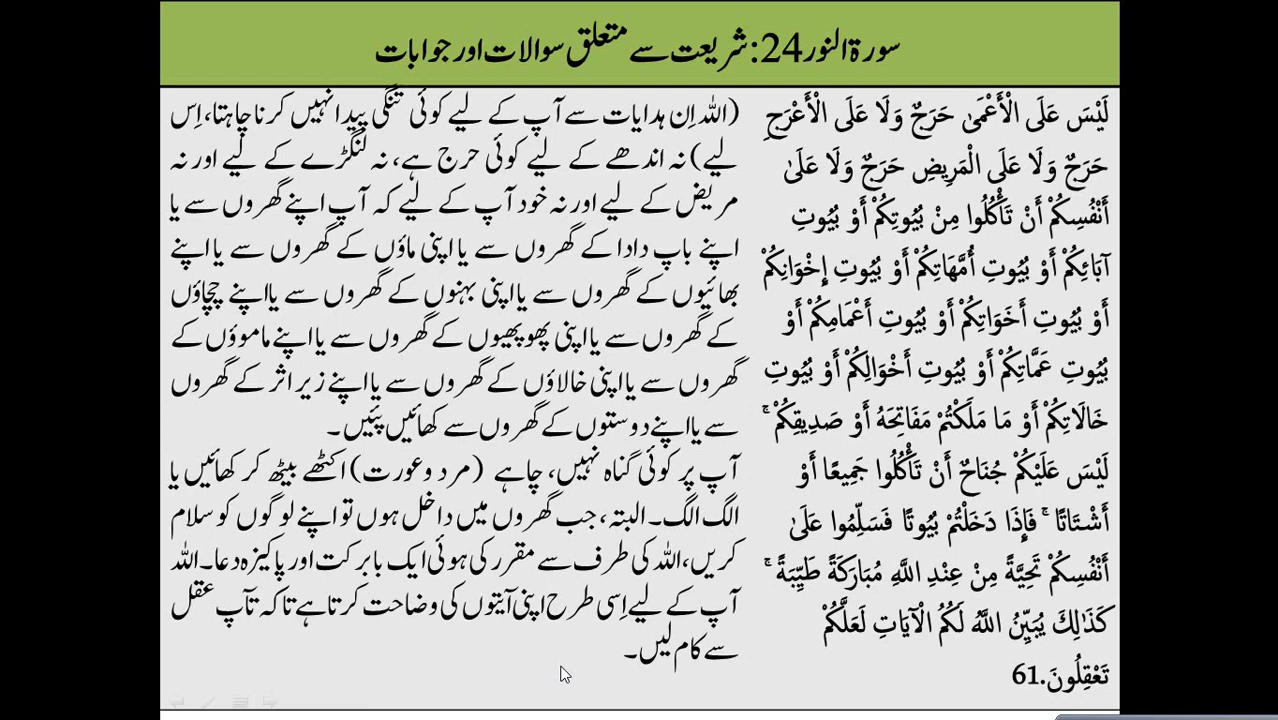 سورۃ النور 24: شریعت سے متعلق سوالات اور جوابات
لَيْسَ عَلَى الْأَعْمَىٰ حَرَجٌ وَلَا عَلَى الْأَعْرَجِ
حَرَجٌ وَلَا عَلَى الْمَرِيضِ حَرَجٌ وَلَا عَلَىٰ
أَنْفُسِكُمْ أَنْ تَأْكُلُوا مِنْ بُيُوتِكُمْ أَوْ بُيُوتِ
آبَائِكُمْ أَوْ بُيُوتِ أُمَّهَاتِكُمْ أَوْ بُيُوتِ إِخْوَانِكُمْ
أَوْ بُيُوتِ أَخَوَاتِكُمْ أَوْ بُيُوتِ أَعْمَامِكُمْ أَوْ
بُيُوتِ عَمَّاتِكُمْ أَوْ بُيُوتِ أَخْوَالِكُمْ أَوْ بُيُوتِ
خَالَاتِكُمْ أَوْ مَا مَلَكْتُمْ مَفَاتِحَهُ أَوْ صَدِيقِكُمْ ۚ
لَيْسَ عَلَيْكُمْ جُنَاحٌ أَنْ تَأْكُلُوا جَمِيعًا أَوْ
أَشْتَاتًا ۚ فَإِذَا دَخَلْتُمْ بُيُوتًا فَسَلِّمُوا عَلَىٰ
أَنْفُسِكُمْ تَحِيَّةً مِنْ عِنْدِ اللَّهِ مُبَارَكَةً طَيِّبَةً ۚ
كَذَٰلِكَ يُبَيِّنُ اللَّهُ لَكُمُ الْآيَاتِ لَعَلَّكُمْ
تَعْقِلُونَ.61
(اللہ اِن ہدایات سے آپ کے لیے کوئی تنگی پیدا نہیں کرنا چاہتا، اِس
لیے) نہ اندھے کے لیے کوئی حرج ہے، نہ لنگڑے کے لیے اور نہ
مریض کے لیے اور نہ خود آپ کے لیے کہ آپ اپنے گھروں سے یا
اپنے باپ دادا کے گھروں سے یا اپنی ماؤں کے گھروں سے یا اپنے
بھائیوں کے گھروں سے یا اپنی بہنوں کے گھروں سے یا اپنے چچاؤں
کے گھروں سے یا اپنی پھوپھیوں کے گھروں سے یا اپنے ماموؤں کے
گھروں سے یا اپنی خالاؤں کے گھروں سے یا اپنے زیر اثر کے گھروں
سے یا اپنے دوستوں کے گھروں سے کھائیں پئیں۔
آپ پر کوئی گناہ نہیں، چاہے (مرد و عورت) اکٹھے بیٹھ کر کھائیں یا
الگ الگ۔ البتہ، جب گھروں میں داخل ہوں تو اپنے لوگوں کو سلام
کریں، اللہ کی طرف سے مقرر کی ہوئی ایک بابرکت اور پاکیزہ دعا۔ اللہ
آپ کے لیے اِسی طرح اپنی آیتوں کی وضاحت کرتا ہے تاکہ تآپ عقل
سے کام لیں۔